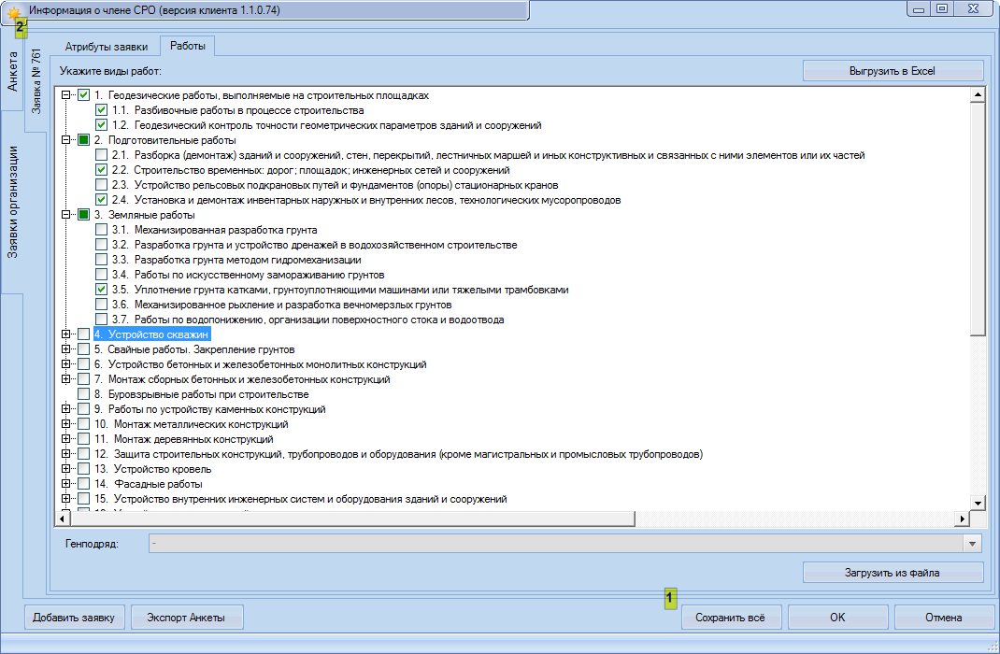 Информация о члене СРО (версия клиента 1.1.0.74)
2
Анкета
Заявки организации
Заявка № 761
Атрибуты заявки
Работы
Укажите виды работ:
Выгрузить в Excel
1. Геодезические работы, выполняемые на строительных площадках
1.1. Разбивочные работы в процессе строительства
1.2. Геодезический контроль точности геометрических параметров зданий и сооружений
2. Подготовительные работы
2.1. Разборка (демонтаж) зданий и сооружений, стен, перекрытий, лестничных маршей и иных конструктивных и связанных с ними элементов или их частей
2.2. Строительство временных: дорог; площадок; инженерных сетей и сооружений
2.3. Устройство рельсовых подкрановых путей и фундаментов (опоры) стационарных кранов
2.4. Установка и демонтаж инвентарных наружных и внутренних лесов, технологических мусоропроводов
3. Земляные работы
3.1. Механизированная разработка грунта
3.2. Разработка грунта и устройство дренажей в водохозяйственном строительстве
3.3. Разработка грунта методом гидромеханизации
3.4. Работы по искусственному замораживанию грунтов
3.5. Уплотнение грунта катками, грунтоуплотняющими машинами или тяжелыми трамбовками
3.6. Механизированное рыхление и разработка вечномерзлых грунтов
3.7. Работы по водопонижению, организации поверхностного стока и водоотвода
4. Устройство скважин
5. Свайные работы. Закрепление грунтов
6. Устройство бетонных и железобетонных монолитных конструкций
7. Монтаж сборных бетонных и железобетонных конструкций
8. Буровзрывные работы при строительстве
9. Работы по устройству каменных конструкций
10. Монтаж металлических конструкций
11. Монтаж деревянных конструкций
12. Защита строительных конструкций, трубопроводов и оборудования (кроме магистральных и промысловых трубопроводов)
13. Устройство кровель
14. Фасадные работы
15. Устройство внутренних инженерных систем и оборудования зданий и сооружений
Генподряд:
-
Загрузить из файла
1
Добавить заявку
Экспорт Анкеты
Сохранить всё
OK
Отмена